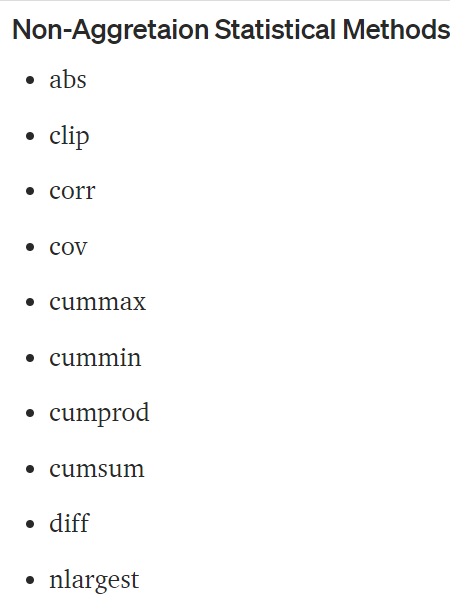 Non-Aggretaion Statistical Methods
• abs
• clip
• corr
• cov
• cummax
• cummin
• cumprod
• cumsum
• diff
• nlargest